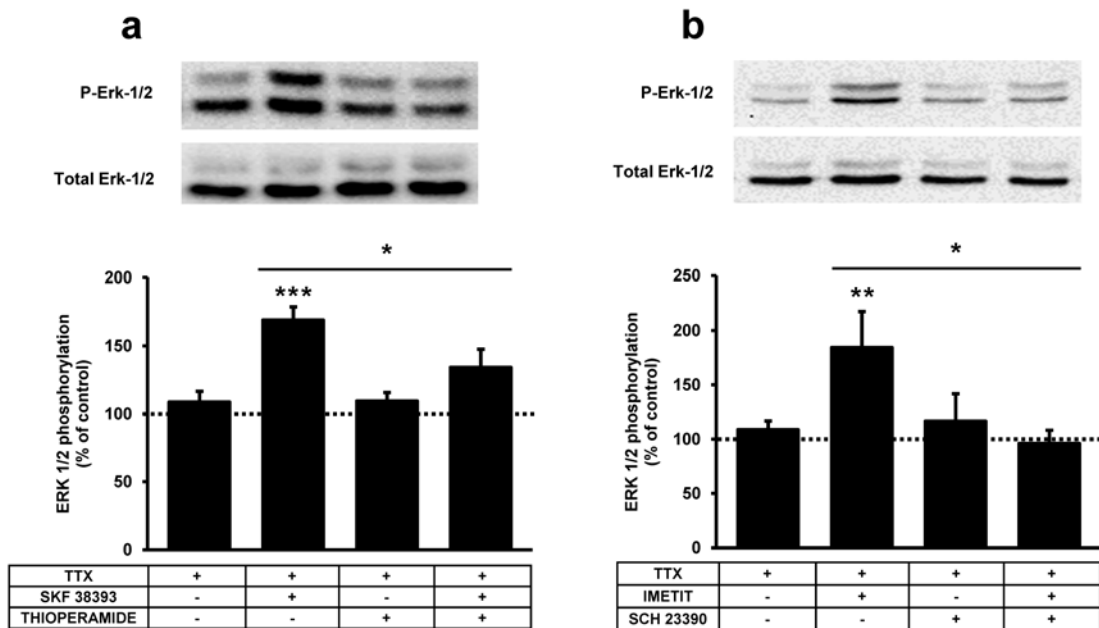 a
P-Erk-1/2
Total Erk-1/2
*
200
150
100
50
0
***
ERK 1/2 phosphorylation
(% of control)
TTX + + + +
SKF 38393 - + - +
THIOPERAMIDE - - + +
b
P-Erk-1/2
Total Erk-1/2
*
250
200
150
100
50
0
**
ERK 1/2 phosphorylation
(% of control)
TTX + + + +
IMETIT - + - +
SCH 23390 - - + +